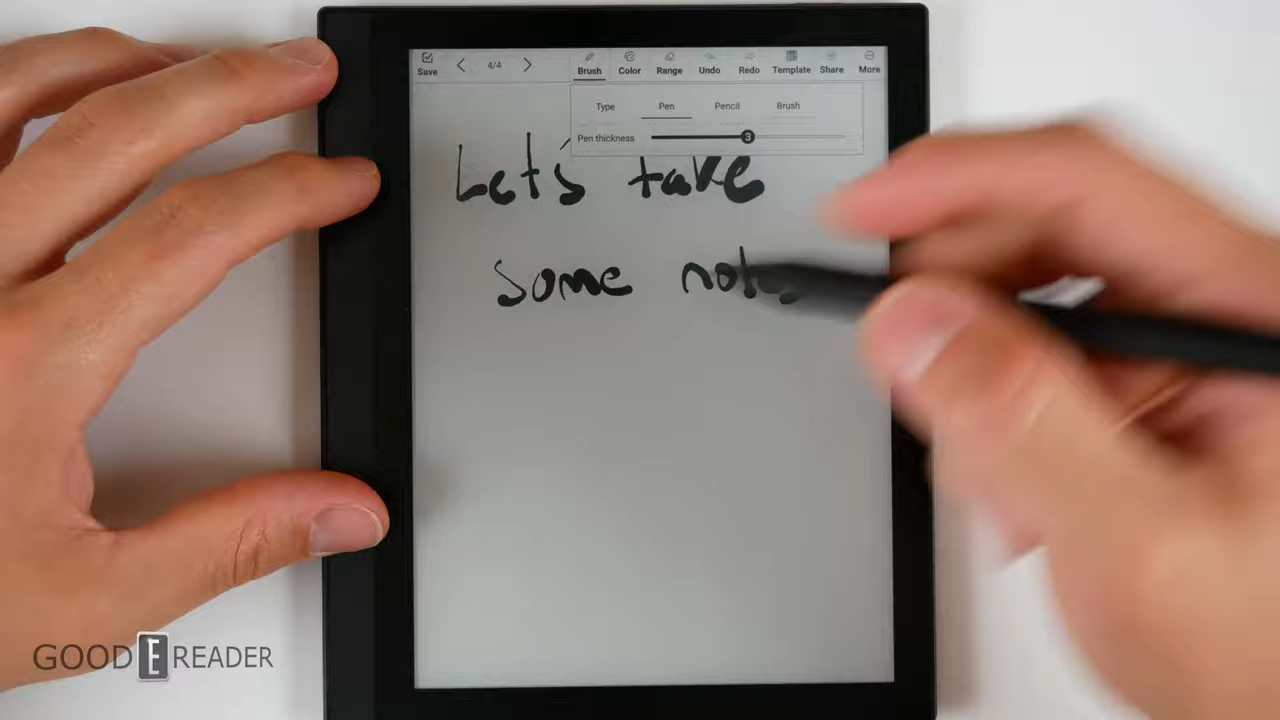 Save 4/4 Brush Color Range Undo Redo Template Share More
Type Pen Pencil Brush
Pen thickness 3
Let's take
some notes
GOOD E READER